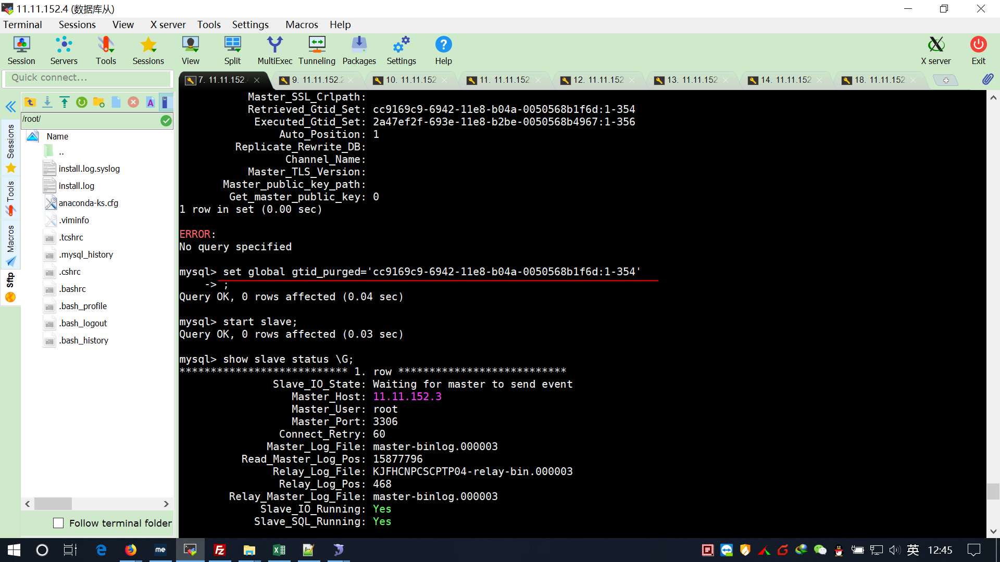 11.11.152.4 (数据库从)
Terminal Sessions View X server Tools Settings Macros Help
Session Servers Tools Sessions View Split MultiExec Tunneling Packages Settings Help X server Exit
Quick connect...
7. 11.11.152. 9. 11.11.152.2 10. 11.11.152 11. 11.11.152 12. 11.11.152 13. 11.11.152 14. 11.11.152 18. 11.11.152
/root/
Name
..
install.log.syslog
install.log
anaconda-ks.cfg
.viminfo
.tcshrc
.mysql_history
.cshrc
.bashrc
.bash_profile
.bash_logout
.bash_history
Follow terminal folder
Sessions
Tools
Macros
Sftp
Master_SSL_Crlpath:
Retrieved_Gtid_Set: cc9169c9-6942-11e8-b04a-0050568b1f6d:1-354
Executed_Gtid_Set: 2a47ef2f-693e-11e8-b2be-0050568b4967:1-356
Auto_Position: 1
Replicate_Rewrite_DB:
Channel_Name:
Master_TLS_Version:
Master_public_key_path:
Get_master_public_key: 0
1 row in set (0.00 sec)
ERROR:
No query specified
mysql> set global gtid_purged='cc9169c9-6942-11e8-b04a-0050568b1f6d:1-354'
-> ;
Query OK, 0 rows affected (0.04 sec)
mysql> start slave;
Query OK, 0 rows affected (0.03 sec)
mysql> show slave status \G;
*************************** 1. row ***************************
Slave_IO_State: Waiting for master to send event
Master_Host: 11.11.152.3
Master_User: root
Master_Port: 3306
Connect_Retry: 60
Master_Log_File: master-binlog.000003
Read_Master_Log_Pos: 15877796
Relay_Log_File: KJFHCNPCSCPTP04-relay-bin.000003
Relay_Log_Pos: 468
Relay_Master_Log_File: master-binlog.000003
Slave_IO_Running: Yes
Slave_SQL_Running: Yes
me
英 12:45